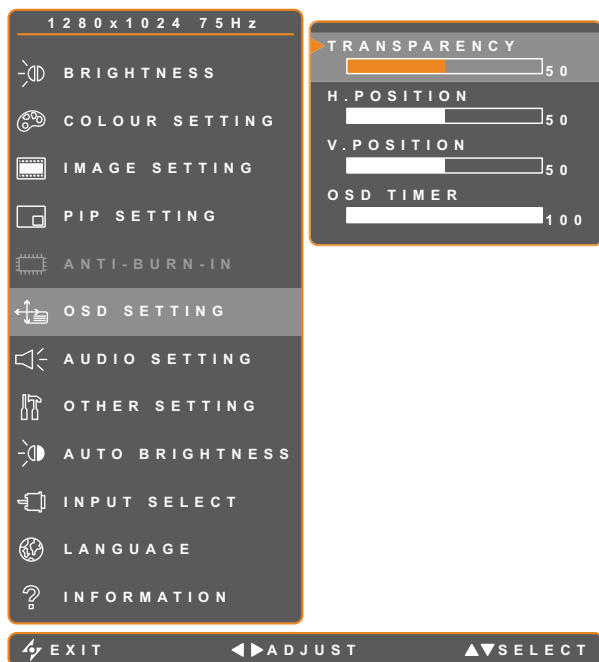 1280x1024 75Hz
BRIGHTNESS
COLOUR SETTING
IMAGE SETTING
PIP SETTING
ANTI-BURN-IN
OSD SETTING
AUDIO SETTING
OTHER SETTING
AUTO BRIGHTNESS
INPUT SELECT
LANGUAGE
INFORMATION
TRANSPARENCY
50
H.POSITION
50
V.POSITION
50
OSD TIMER
100
EXIT ADJUST SELECT